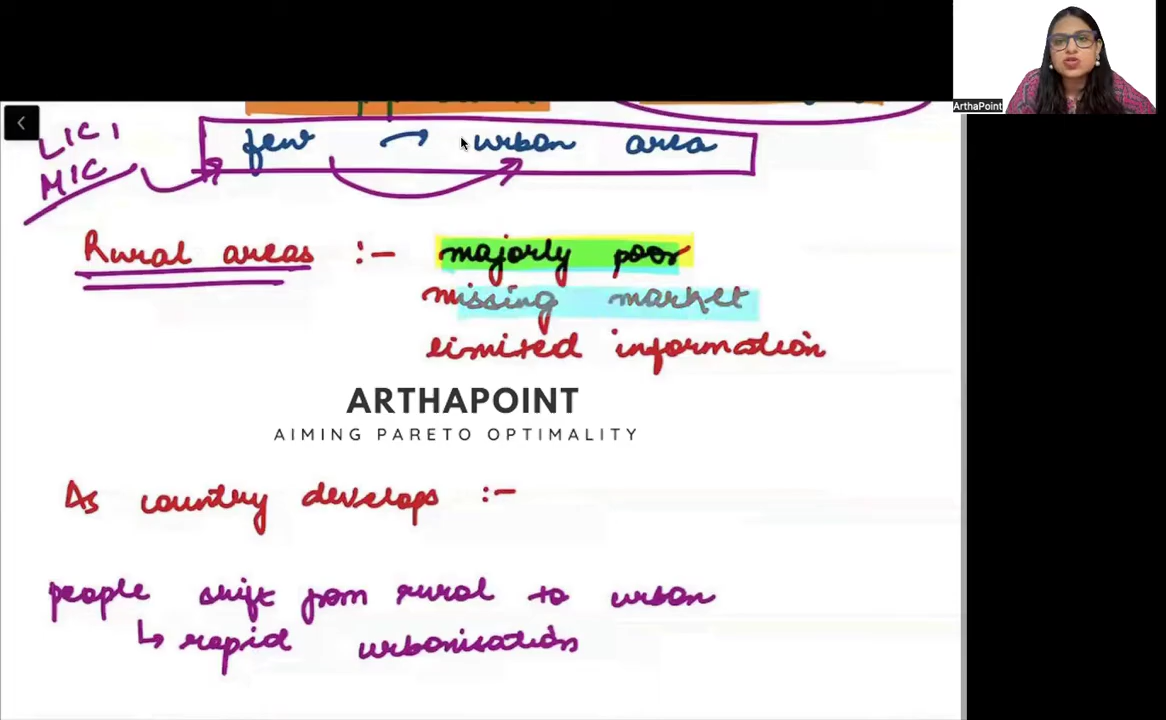 ArthaPoint
LIC,
MIC
few → urban area
Rural areas :- majorly poor
missing market
limited information
ARTHAPOINT
AIMING PARETO OPTIMALITY
As country develops :-
people shift from rural to urban
↳ rapid urbanisation